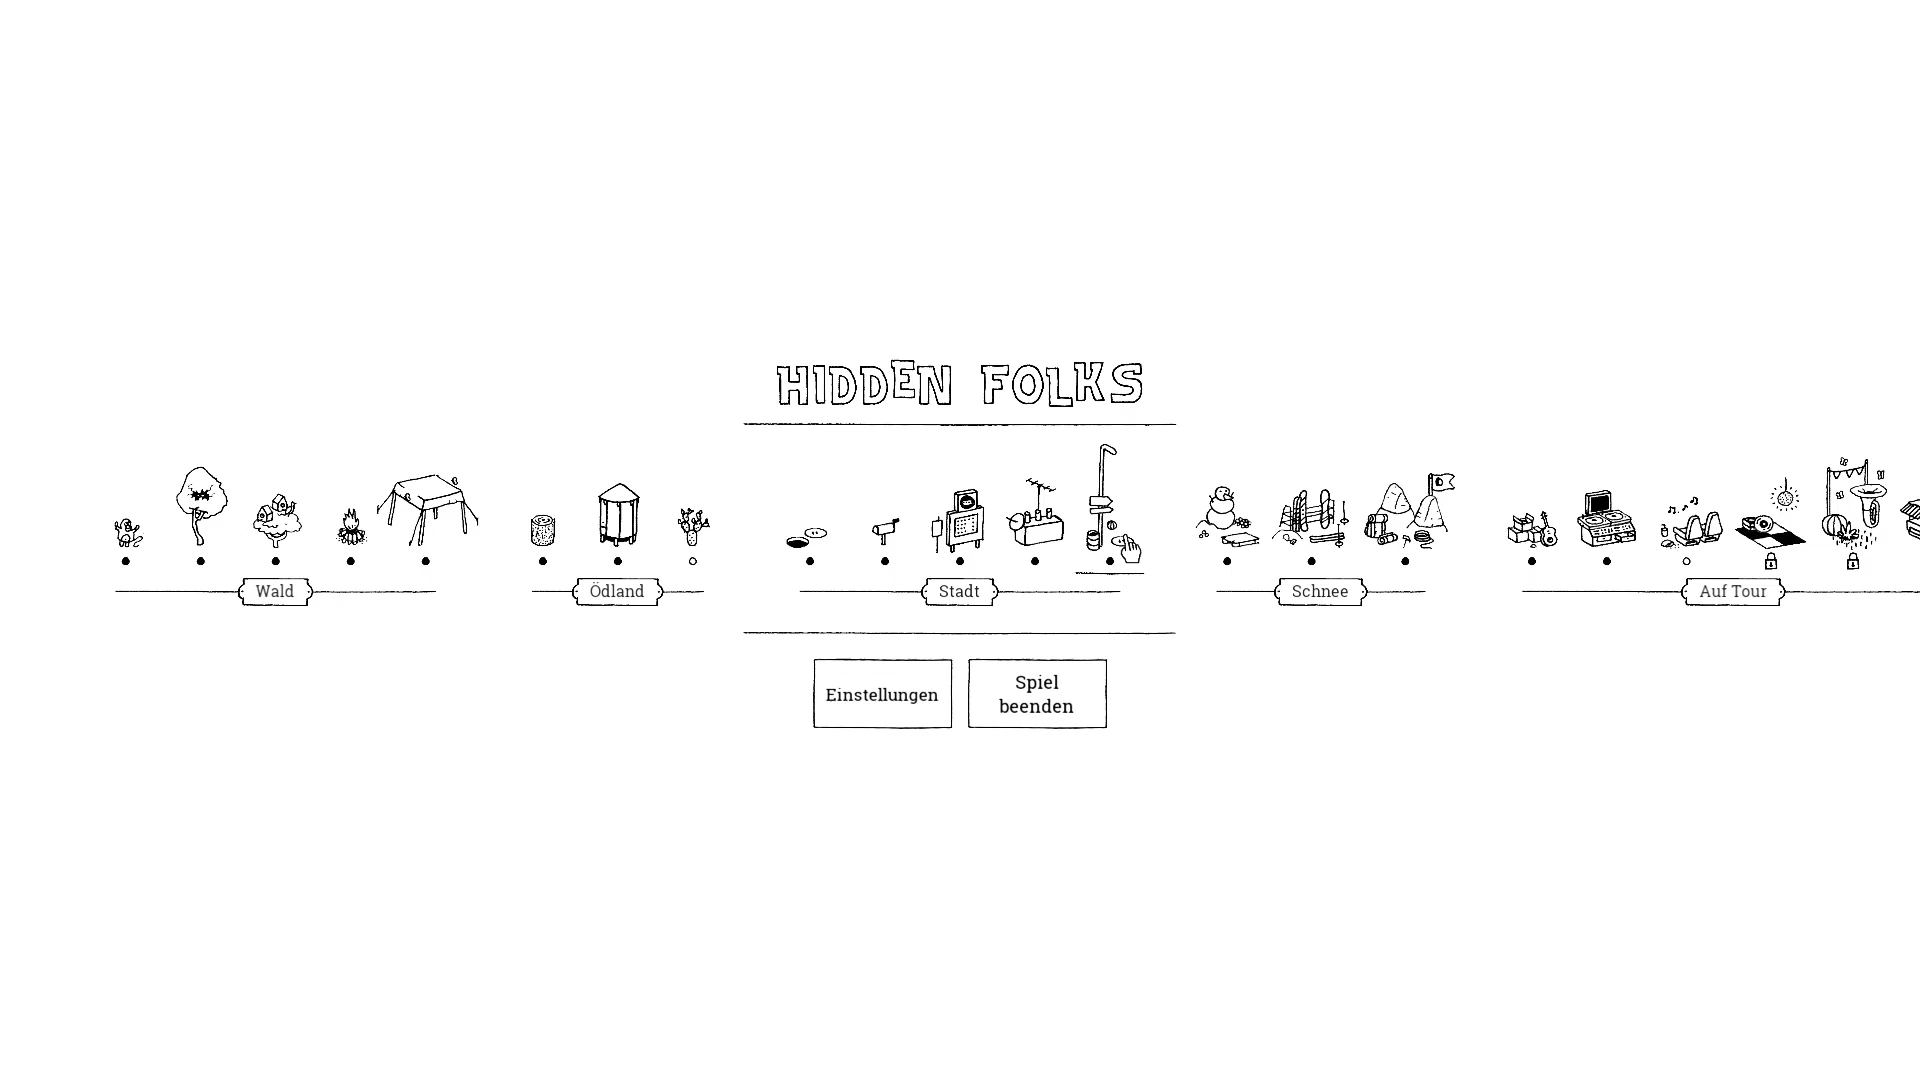 HIDDEN FOLKS
Wald
Ödland
Stadt
Schnee
Auf Tour
Einstellungen
Spiel
beenden